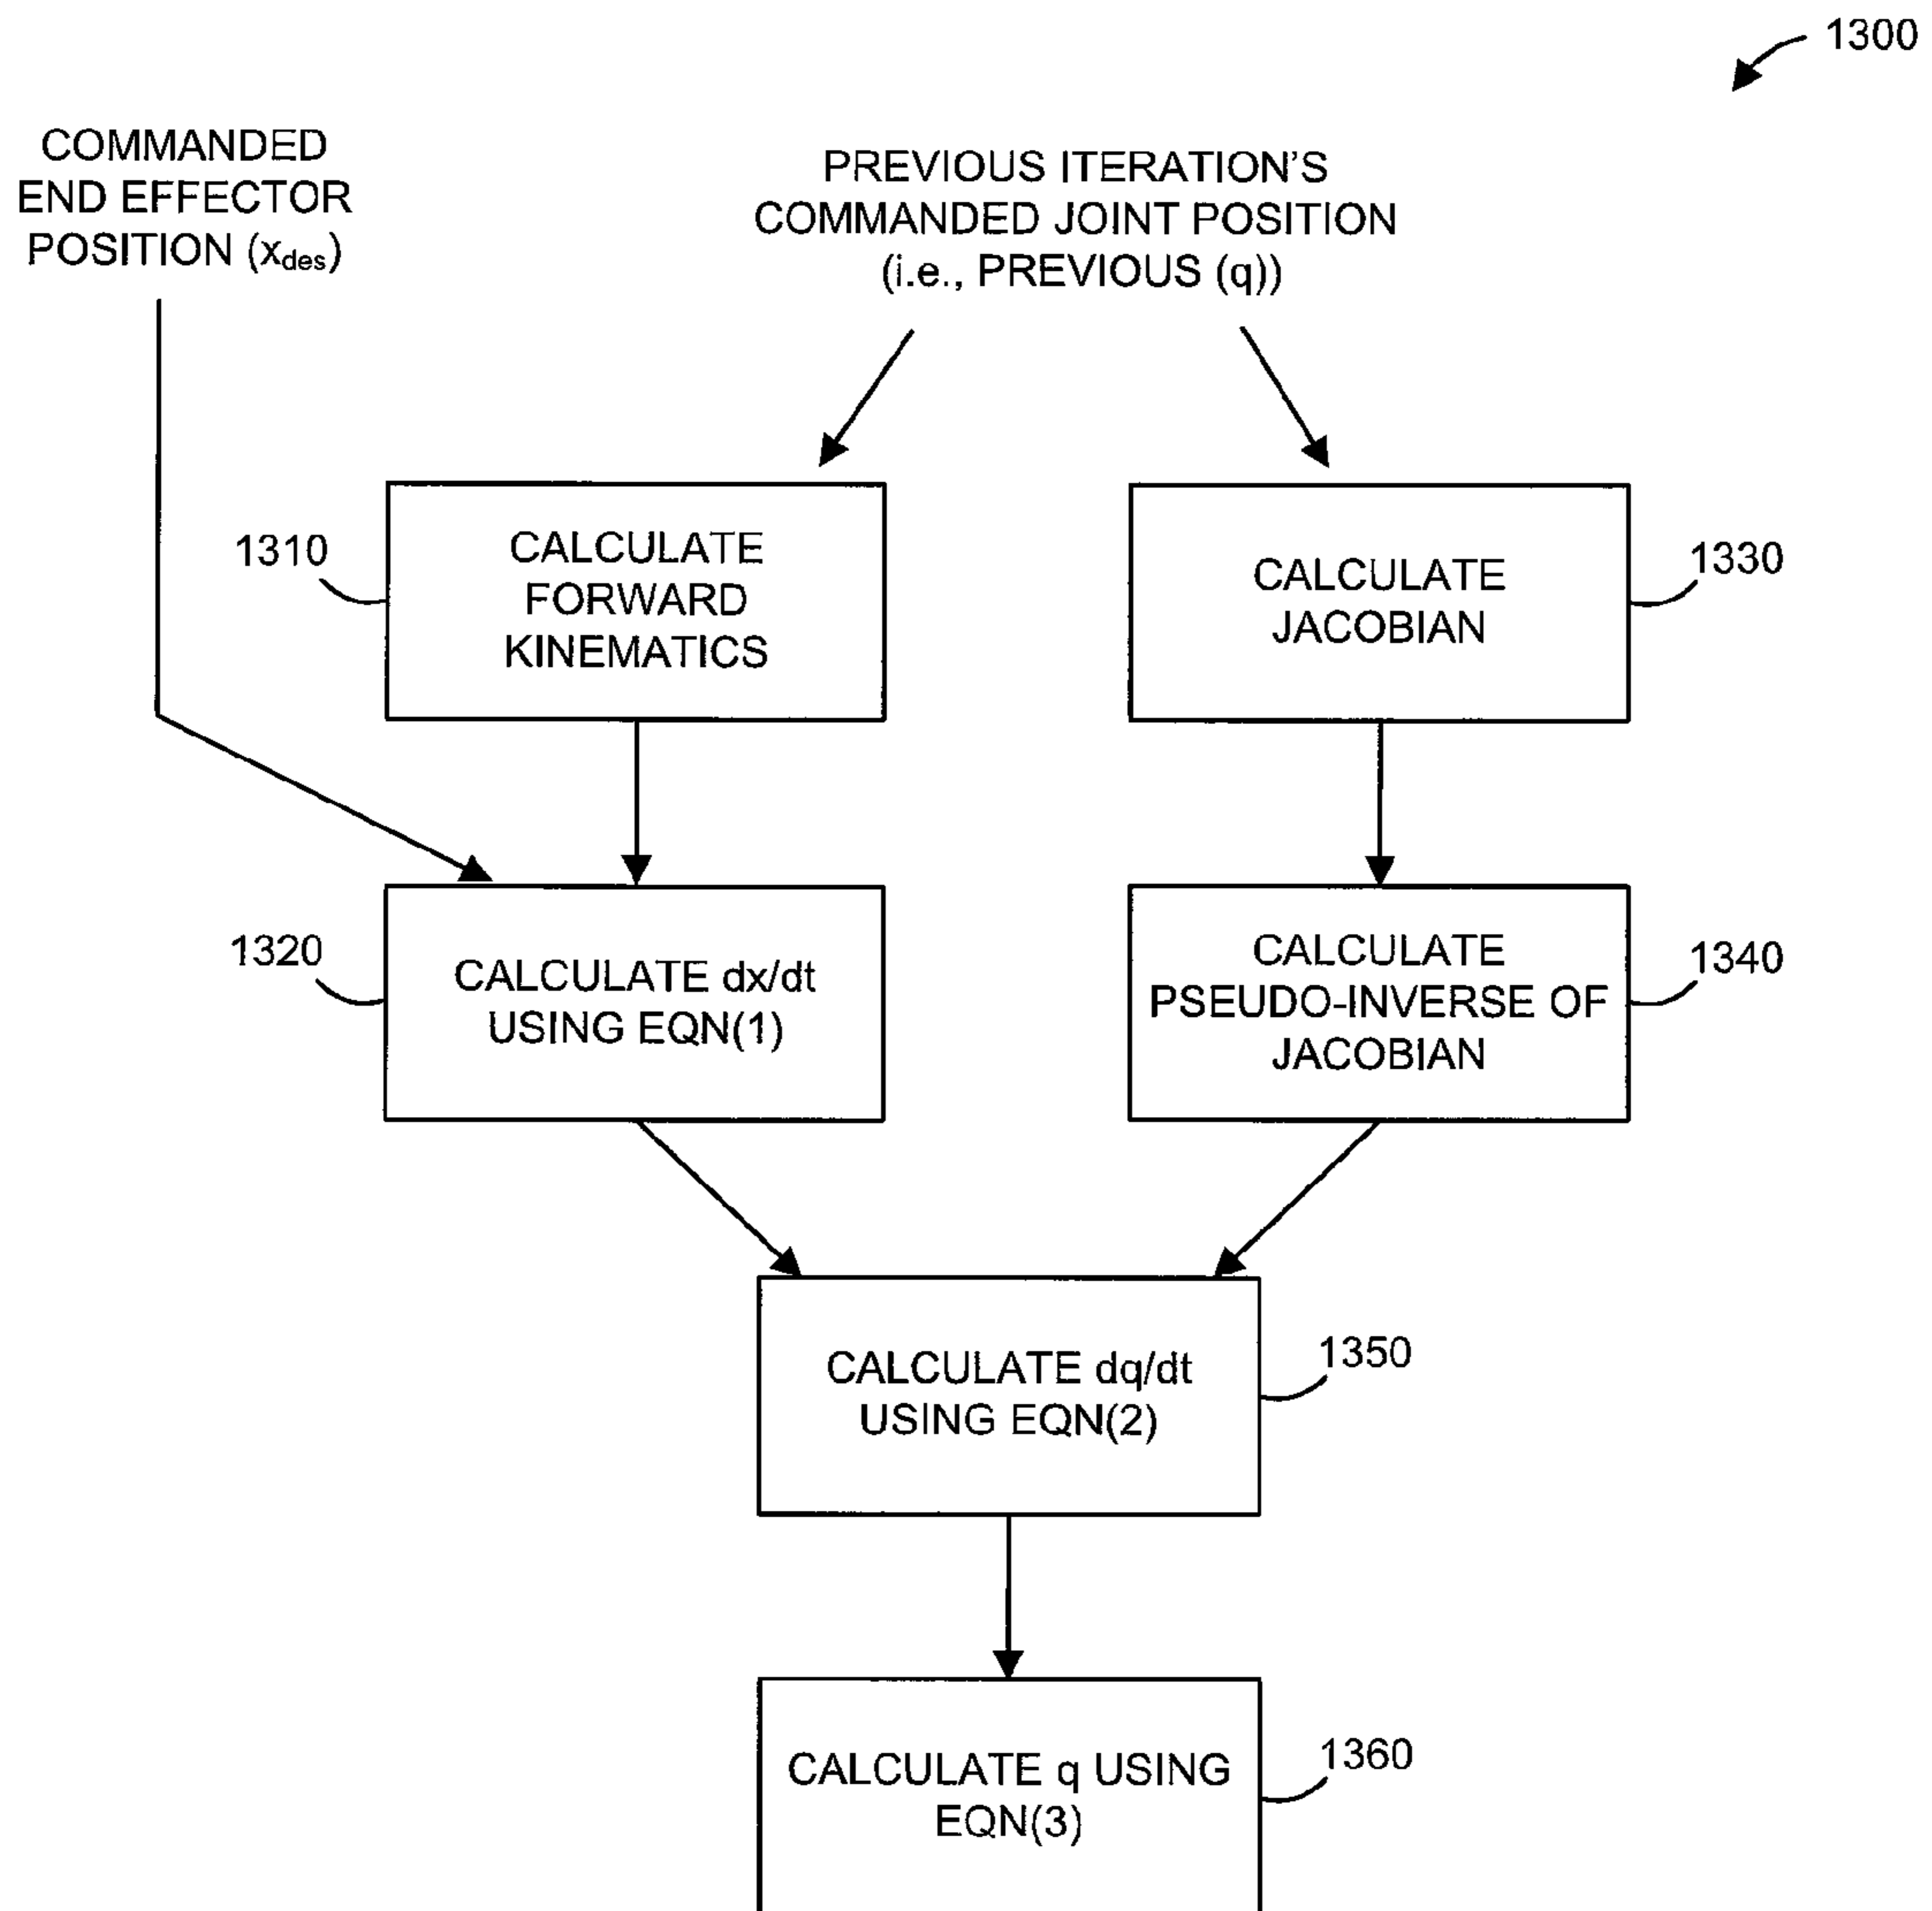 1300
COMMANDED
END EFFECTOR
POSITION (xdes)
PREVIOUS ITERATION'S
COMMANDED JOINT POSITION
(i.e., PREVIOUS (q))
1310
CALCULATE
FORWARD
KINEMATICS
CALCULATE
JACOBIAN
1330
1320
CALCULATE dx/dt
USING EQN(1)
CALCULATE
PSEUDO-INVERSE OF
JACOBIAN
1340
CALCULATE dq/dt
USING EQN(2)
1350
CALCULATE q USING
EQN(3)
1360